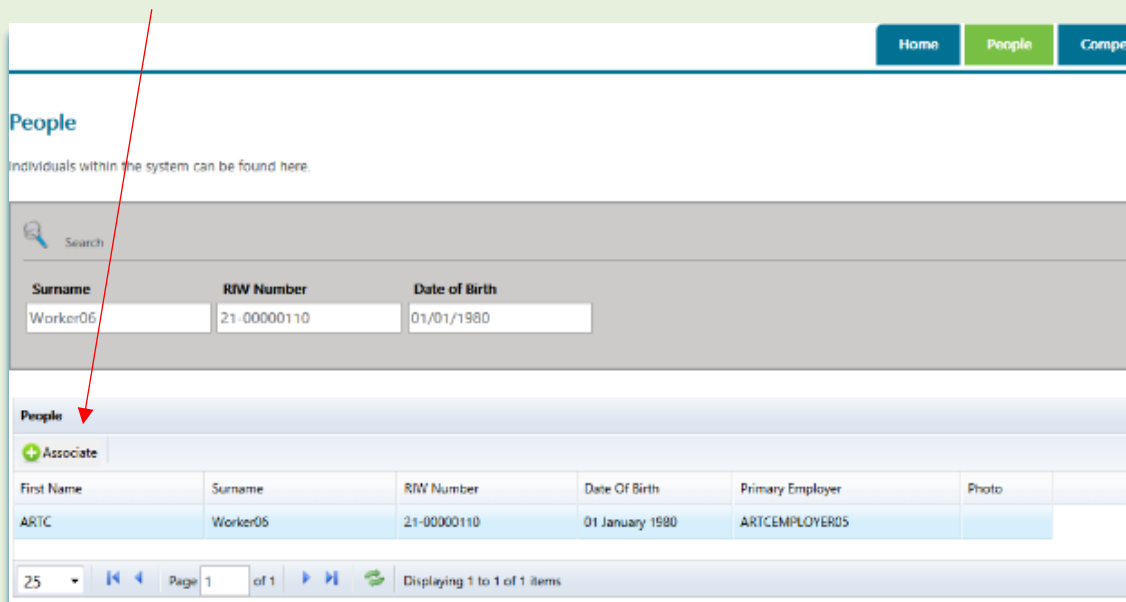 Home People Compe
People
Individuals within the system can be found here.
Search
Surname RIW Number Date of Birth
Worker06 21-00000110 01/01/1980
People
Associate
First Name Surname RIW Number Date Of Birth Primary Employer Photo
ARTC Worker06 21-00000110 01 January 1980 ARTCEMPLOYER05
25 Page 1 of 1 Displaying 1 to 1 of 1 items